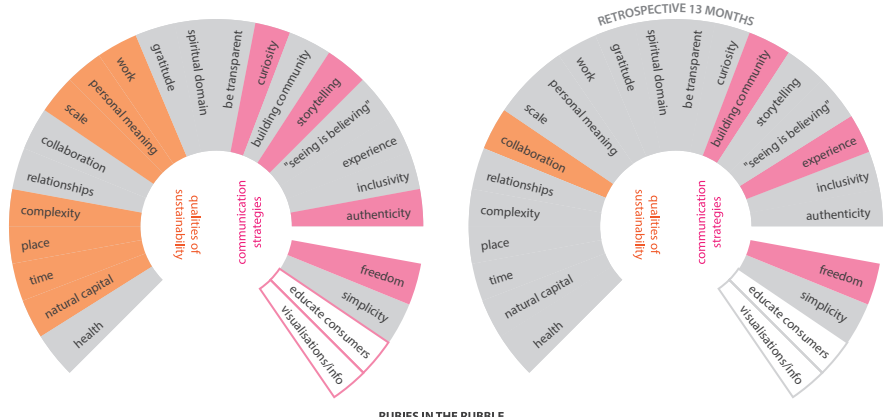 RETROSPECTIVE 13 MONTHS
work
gratitude
spiritual domain
be transparent
curiosity
building community
storytelling
"seeing is believing"
experience
inclusivity
authenticity
freedom
simplicity
educate consumers
visualisations/info
personal meaning
scale
collaboration
relationships
complexity
place
time
natural capital
health
qualities of
sustainability
communication
strategies
work
gratitude
spiritual domain
be transparent
curiosity
building community
storytelling
"seeing is believing"
experience
inclusivity
authenticity
freedom
simplicity
educate consumers
visualisations/info
personal meaning
scale
collaboration
relationships
complexity
place
time
natural capital
health
qualities of
sustainability
communication
strategies
RUBIES IN THE RUBBLE